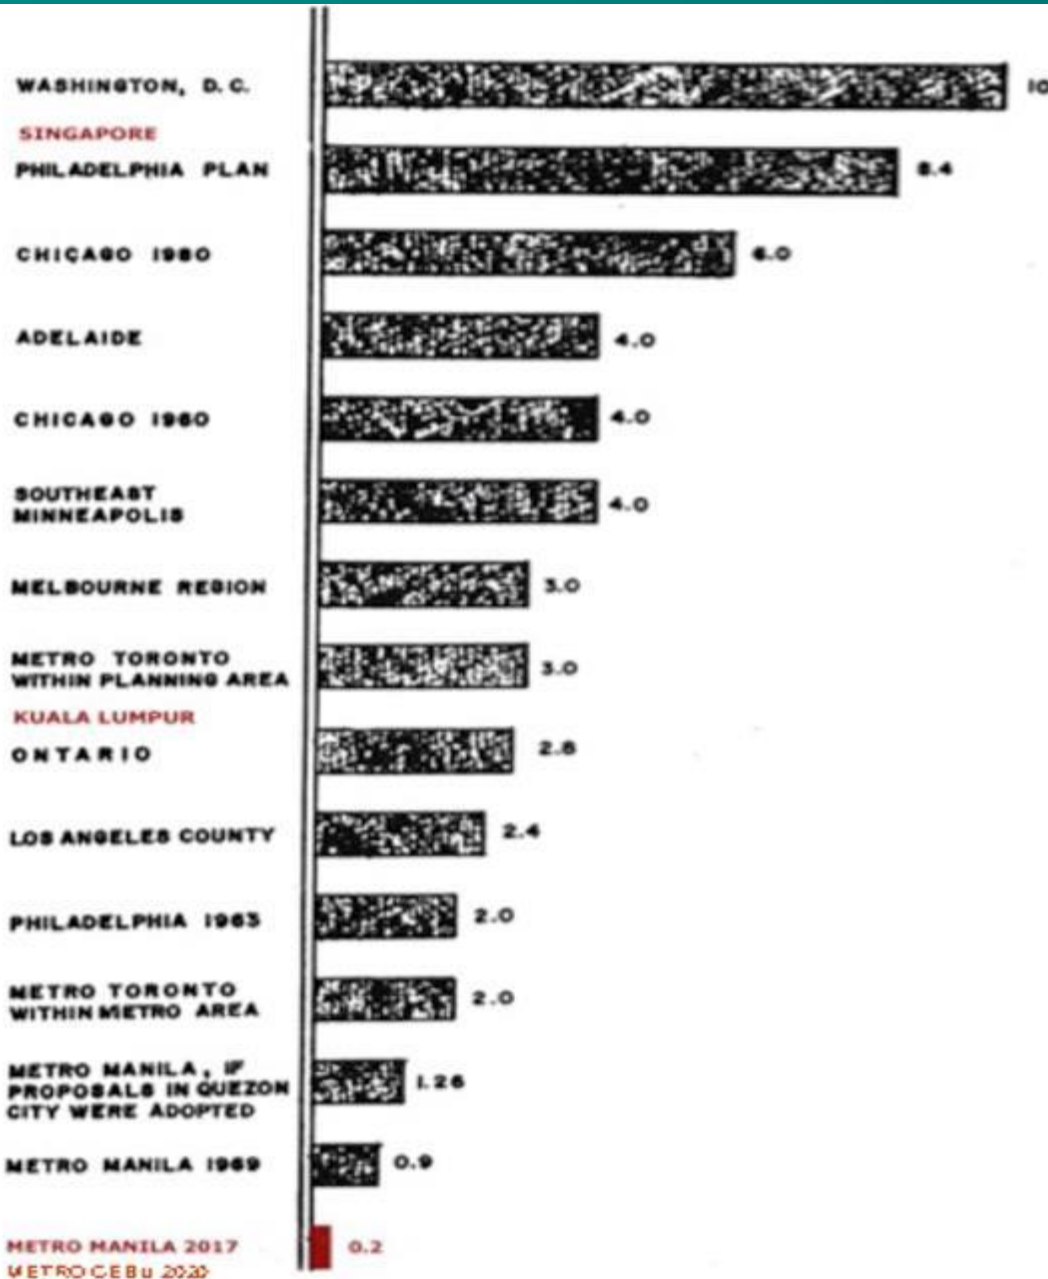 WASHINGTON, D.C. 10
SINGAPORE
PHILADELPHIA PLAN 8.4
CHICAGO 1980 6.0
ADELAIDE 4.0
CHICAGO 1960 4.0
SOUTHEAST
MINNEAPOLIS 4.0
MELBOURNE REGION 3.0
METRO TORONTO
WITHIN PLANNING AREA 3.0
KUALA LUMPUR
ONTARIO 2.8
LOS ANGELES COUNTY 2.4
PHILADELPHIA 1963 2.0
METRO TORONTO
WITHIN METRO AREA 2.0
METRO MANILA, IF
PROPOSALS IN QUEZON
CITY WERE ADOPTED 1.26
METRO MANILA 1969 0.9
METRO MANILA 2017 0.2
METRO CEBU 2020